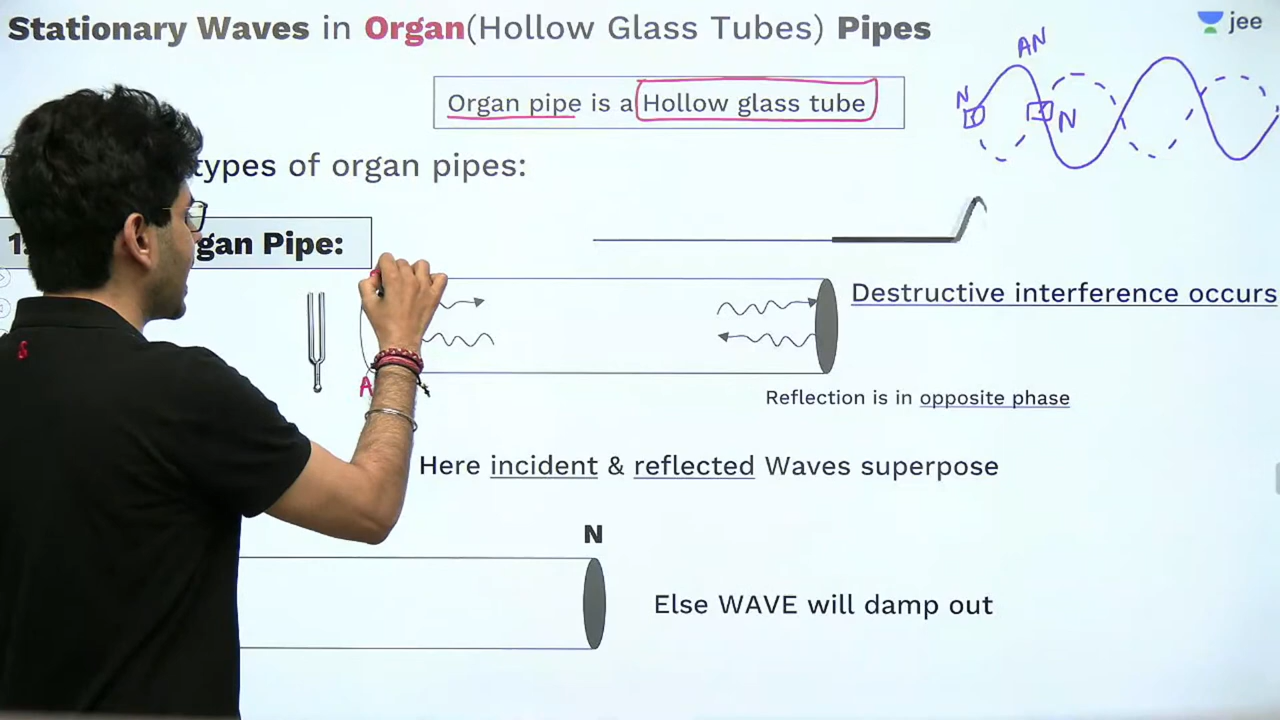 Stationary Waves in Organ(Hollow Glass Tubes) Pipes
jee
AN
N
N
Organ pipe is a Hollow glass tube
types of organ pipes:
1. gan Pipe:
Destructive interference occurs
A
Reflection is in opposite phase
Here incident & reflected Waves superpose
N
Else WAVE will damp out